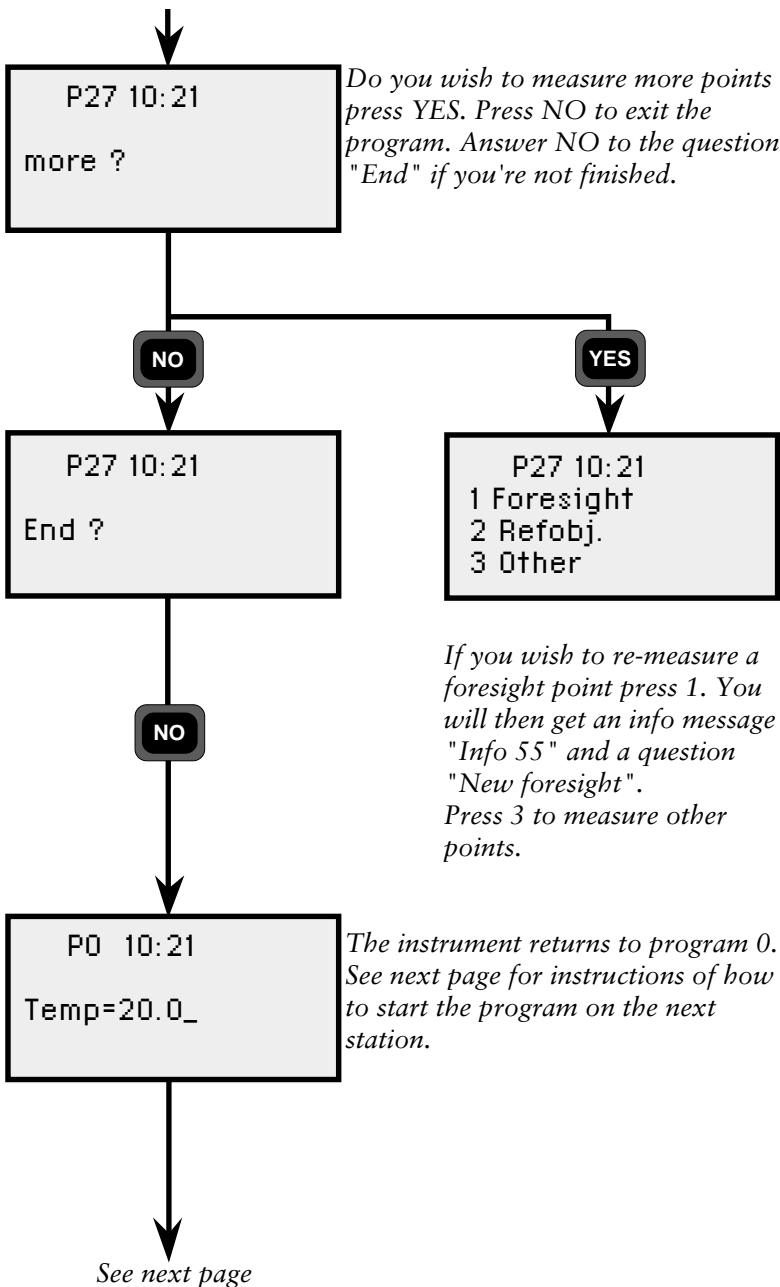 P27 10:21
more ?
Do you wish to measure more points
press YES. Press NO to exit the
program. Answer NO to the question
"End" if you're not finished.
NO
YES
P27 10:21
End ?
P27 10:21
1 Foresight
2 Refobj.
3 Other
If you wish to re-measure a
foresight point press 1. You
will then get an info message
"Info 55" and a question
"New foresight".
Press 3 to measure other
points.
NO
P0 10:21
Temp=20.0_
The instrument returns to program 0.
See next page for instructions of how
to start the program on the next
station.
See next page